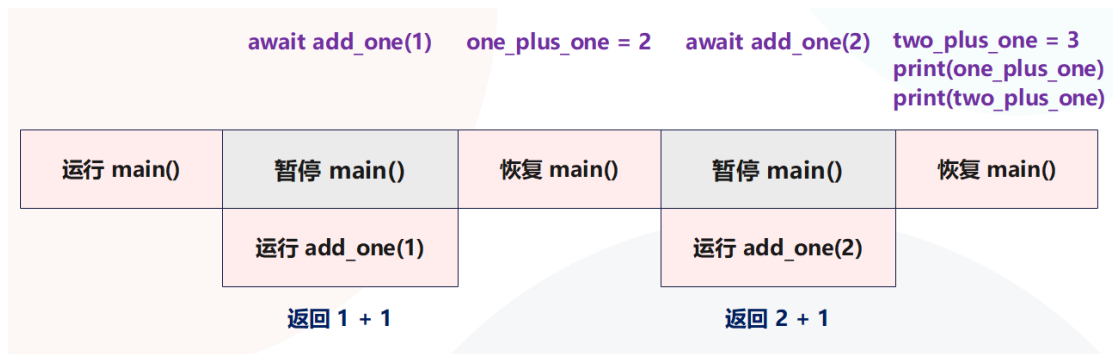 await add_one(1)
one_plus_one = 2
await add_one(2)
two_plus_one = 3
print(one_plus_one)
print(two_plus_one)
运行 main()
暂停 main()
恢复 main()
暂停 main()
恢复 main()
运行 add_one(1)
运行 add_one(2)
返回 1 + 1
返回 2 + 1